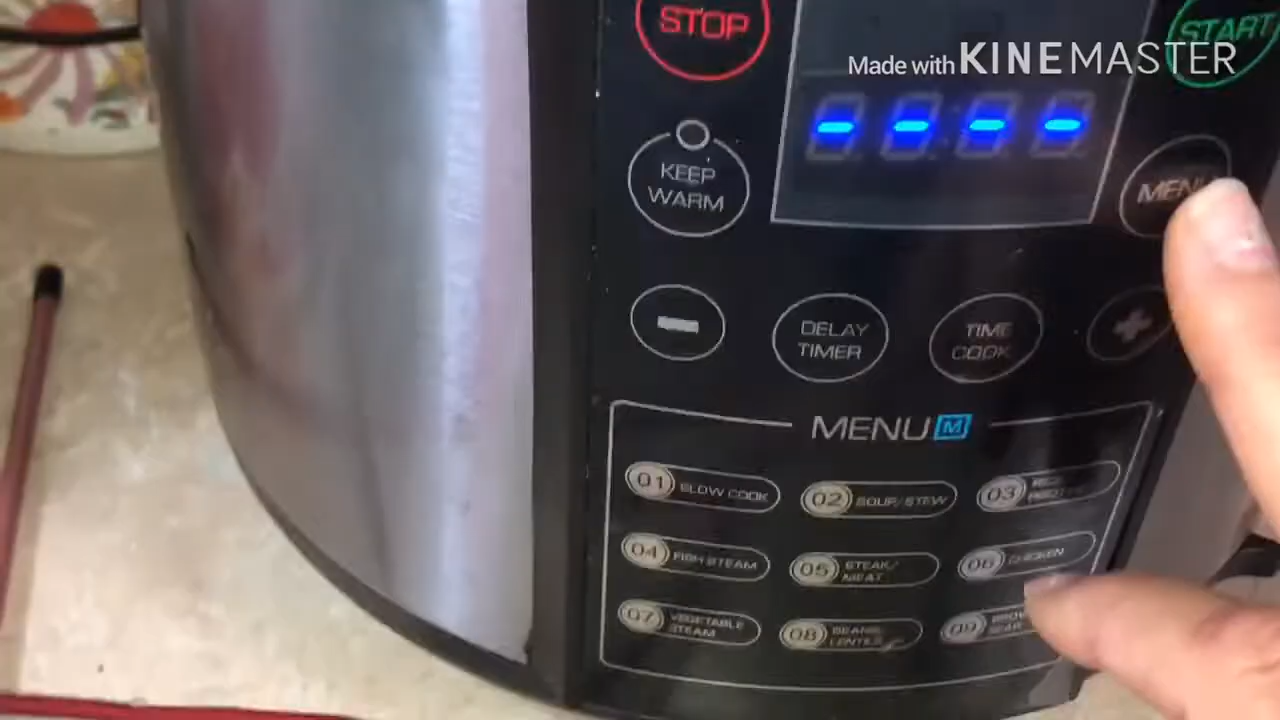 STOP
START
Made with KINEMASTER
KEEP
WARM
MENU
DELAY
TIMER
TIME
COOK
MENU M
01 SLOW COOK
02 SOUP/STEW
03 RICE
04 FISH STEAM
05 STEAK/
MEAT
06 CHICKEN
07 VEGETABLE
STEAM
08 BEANS
LENTILS
09